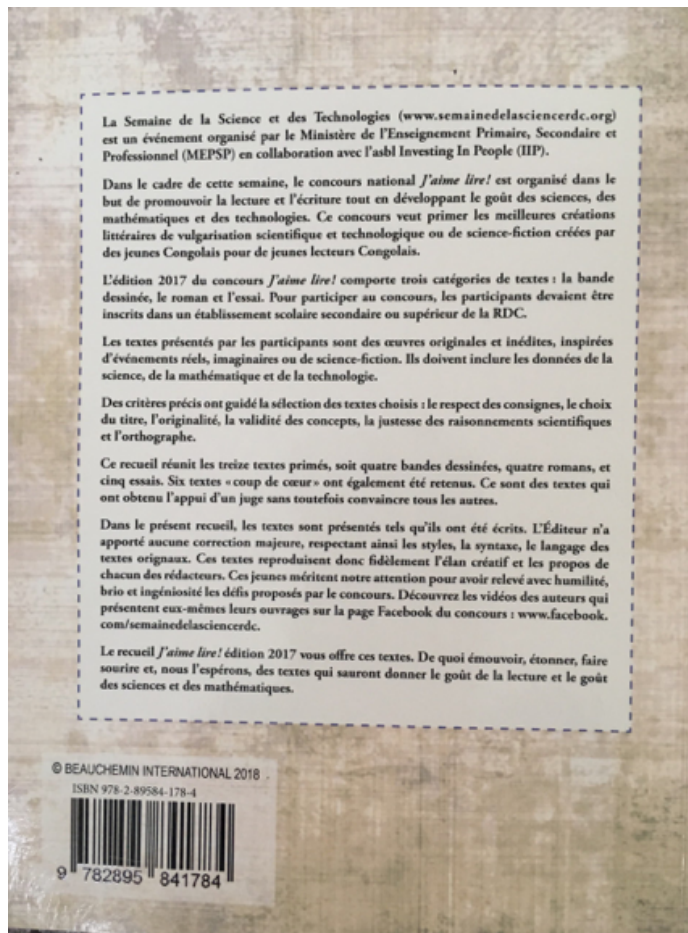 La Semaine de la Science et des Technologies (www.semainedelasciencerdc.org)
est un événement organisé par le Ministère de l'Enseignement Primaire, Secondaire et
Professionnel (MEPSP) en collaboration avec l'asbl Investing In People (IIP).
Dans le cadre de cette semaine, le concours national J'aime lire! est organisé dans le
but de promouvoir la lecture et l'écriture tout en développant le goût des sciences, des
mathématiques et des technologies. Ce concours veut primer les meilleures créations
littéraires de vulgarisation scientifique et technologique ou de science-fiction créées par
des jeunes Congolais pour de jeunes lecteurs Congolais.
L'édition 2017 du concours J'aime lire! comporte trois catégories de textes : la bande
dessinée, le roman et l'essai. Pour participer au concours, les participants devaient être
inscrits dans un établissement scolaire secondaire ou supérieur de la RDC.
Les textes présentés par les participants sont des œuvres originales et inédites, inspirées
d'événements réels, imaginaires ou de science-fiction. Ils doivent inclure les données de la
science, de la mathématique et de la technologie.
Des critères précis ont guidé la sélection des textes choisis : le respect des consignes, le choix
du titre, l'originalité, la validité des concepts, la justesse des raisonnements scientifiques
et l'orthographe.
Ce recueil réunit les treize textes primés, soit quatre bandes dessinées, quatre romans, et
cinq essais. Six textes «coup de cœur» ont également été retenus. Ce sont des textes qui
ont obtenu l'appui d'un juge sans toutefois convaincre tous les autres.
Dans le présent recueil, les textes sont présentés tels qu'ils ont été écrits. L'Éditeur n'a
apporté aucune correction majeure, respectant ainsi les styles, la syntaxe, le langage des
textes orignaux. Ces textes reproduisent donc fidèlement l'élan créatif et les propos de
chacun des rédacteurs. Ces jeunes méritent notre attention pour avoir relevé avec humilité,
brio et ingéniosité les défis proposés par le concours. Découvrez les vidéos des auteurs qui
présentent eux-mêmes leurs ouvrages sur la page Facebook du concours : www.facebook.
com/semainedelasciencerdc.
Le recueil J'aime lire! édition 2017 vous offre ces textes. De quoi émouvoir, étonner, faire
sourire et, nous l'espérons, des textes qui sauront donner le goût de la lecture et le goût
des sciences et des mathématiques.
© BEAUCHEMIN INTERNATIONAL 2018
ISBN 978-2-89584-178-4
9 782895 841784